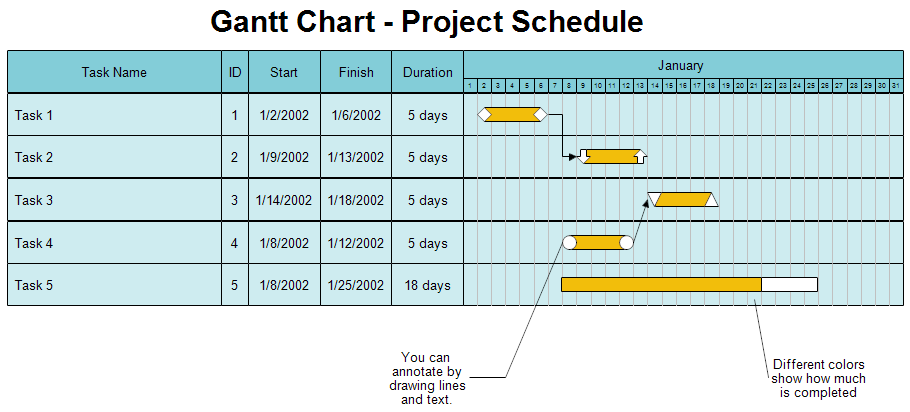 Gantt Chart - Project Schedule
Task Name ID Start Finish Duration January
1 2 3 4 5 6 7 8 9 10 11 12 13 14 15 16 17 18 19 20 21 22 23 24 25 26 27 28 29 30 31
Task 1 1 1/2/2002 1/6/2002 5 days
Task 2 2 1/9/2002 1/13/2002 5 days
Task 3 3 1/14/2002 1/18/2002 5 days
Task 4 4 1/8/2002 1/12/2002 5 days
Task 5 5 1/8/2002 1/25/2002 18 days
You can
annotate by
drawing lines
and text.
Different colors
show how much
is completed